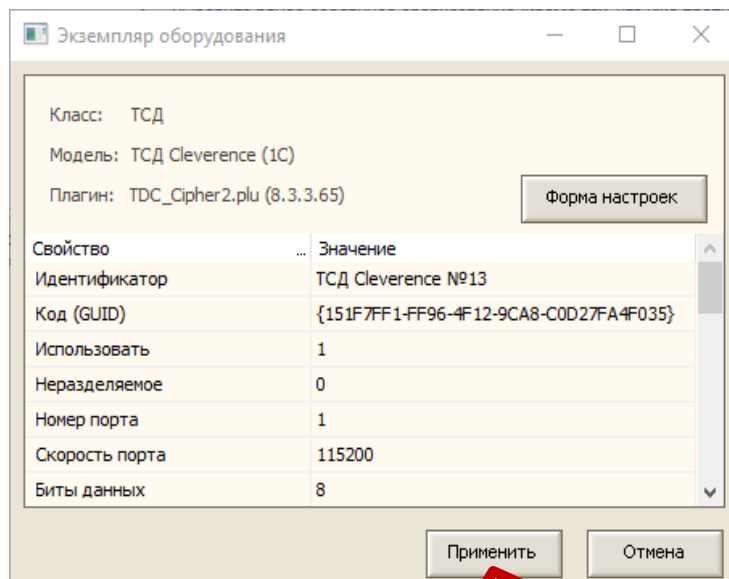 Экземпляр оборудования
Класс: ТСД
Модель: ТСД Cleverence (1C)
Плагин: TDC_Cipher2.plu (8.3.3.65)
Форма настроек
Свойство ... Значение
Идентификатор ТСД Cleverence №13
Код (GUID) {151F7FF1-FF96-4F12-9CA8-C0D27FA4F035}
Использовать 1
Неразделяемое 0
Номер порта 1
Скорость порта 115200
Биты данных 8
Применить Отмена